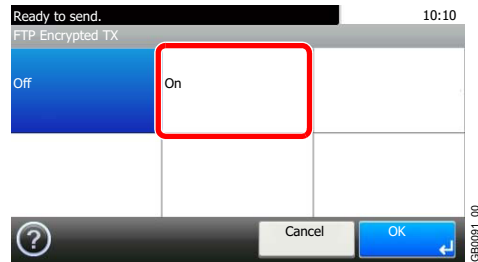 Ready to send. 10:10
FTP Encrypted TX
Off On
? Cancel OK
GB0091_00